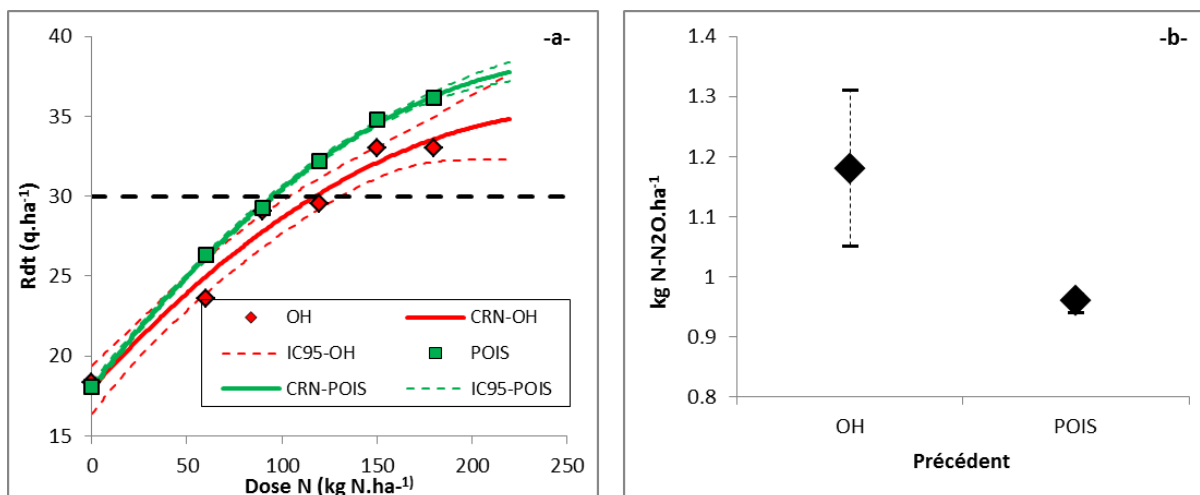 -a-
40
35
30
25
20
15
Rdt (q.ha⁻¹)
OH
CRN-OH
IC95-OH
POIS
CRN-POIS
IC95-POIS
0
50
100
150
200
250
Dose N (kg N.ha-¹)
-b-
1.4
1.3
1.2
1.1
1
0.9
0.8
kg N-N2O.ha⁻¹
OH
POIS
Précédent